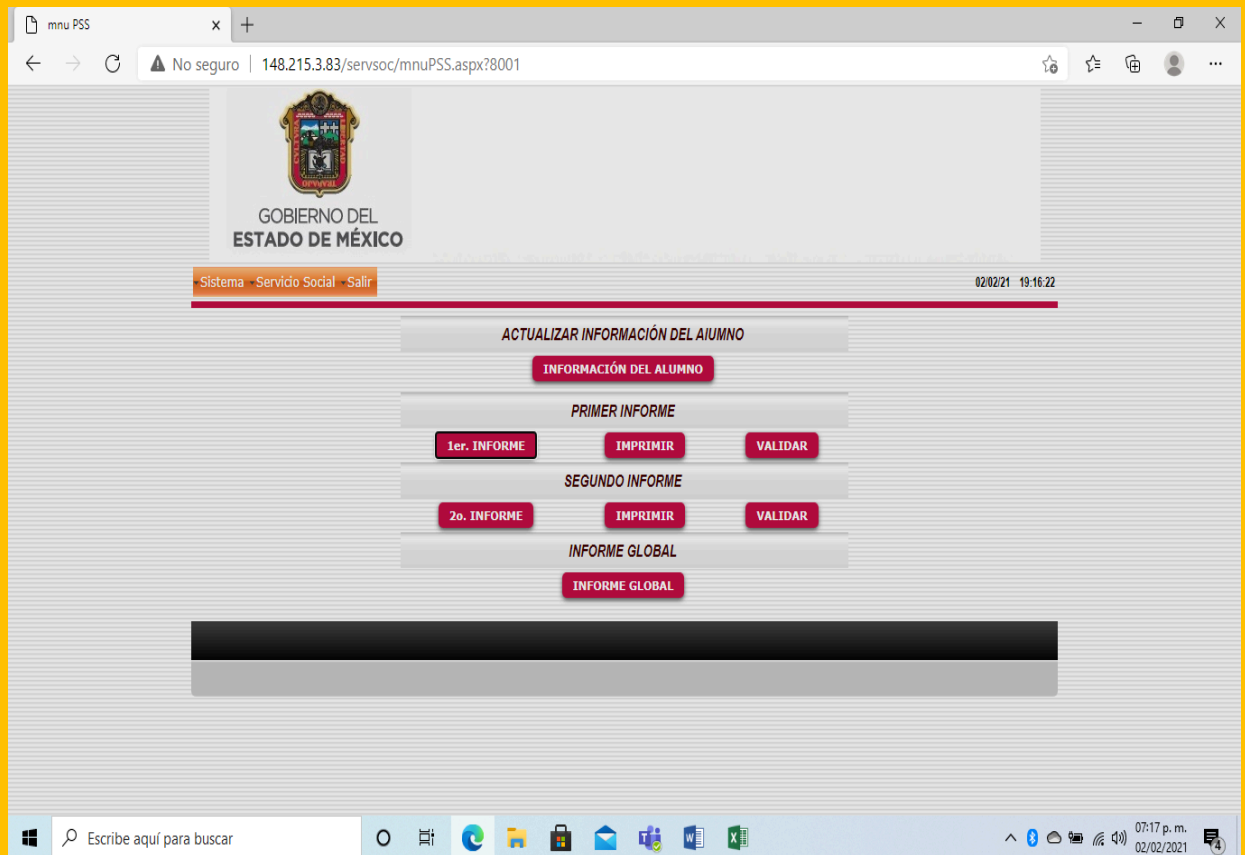 mnu PSS
No seguro | 148.215.3.83/servsoc/mnuPSS.aspx?8001
GOBIERNO DEL
ESTADO DE MÉXICO
Sistema Servicio Social Salir
02/02/21 19:16:22
ACTUALIZAR INFORMACIÓN DEL AlUMNO
INFORMACIÓN DEL ALUMNO
PRIMER INFORME
1er. INFORME IMPRIMIR VALIDAR
SEGUNDO INFORME
2o. INFORME IMPRIMIR VALIDAR
INFORME GLOBAL
INFORME GLOBAL
Escribe aquí para buscar
07:17 p. m.
02/02/2021
4